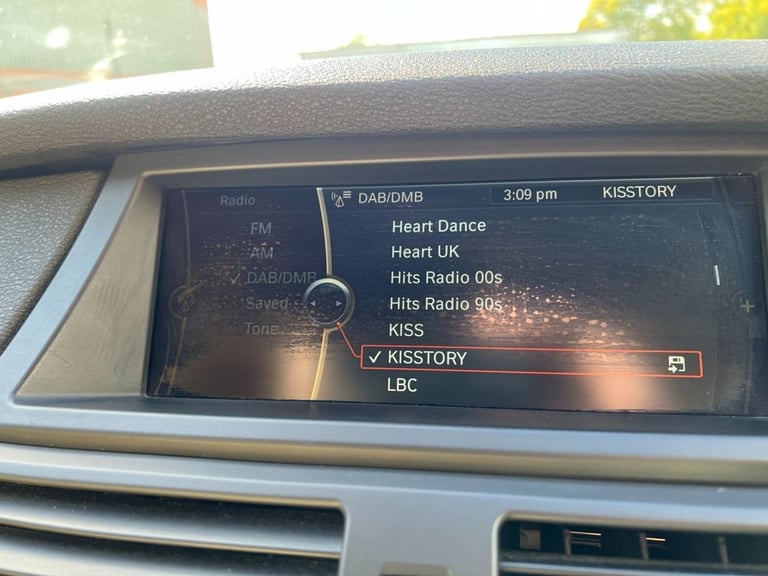 Radio
DAB/DMB
3:09 pm
KISSTORY
FM
AM
✓ DAB/DMB
Saved
Tone
Heart Dance
Heart UK
Hits Radio 00s
Hits Radio 90s
KISS
✓ KISSTORY
LBC